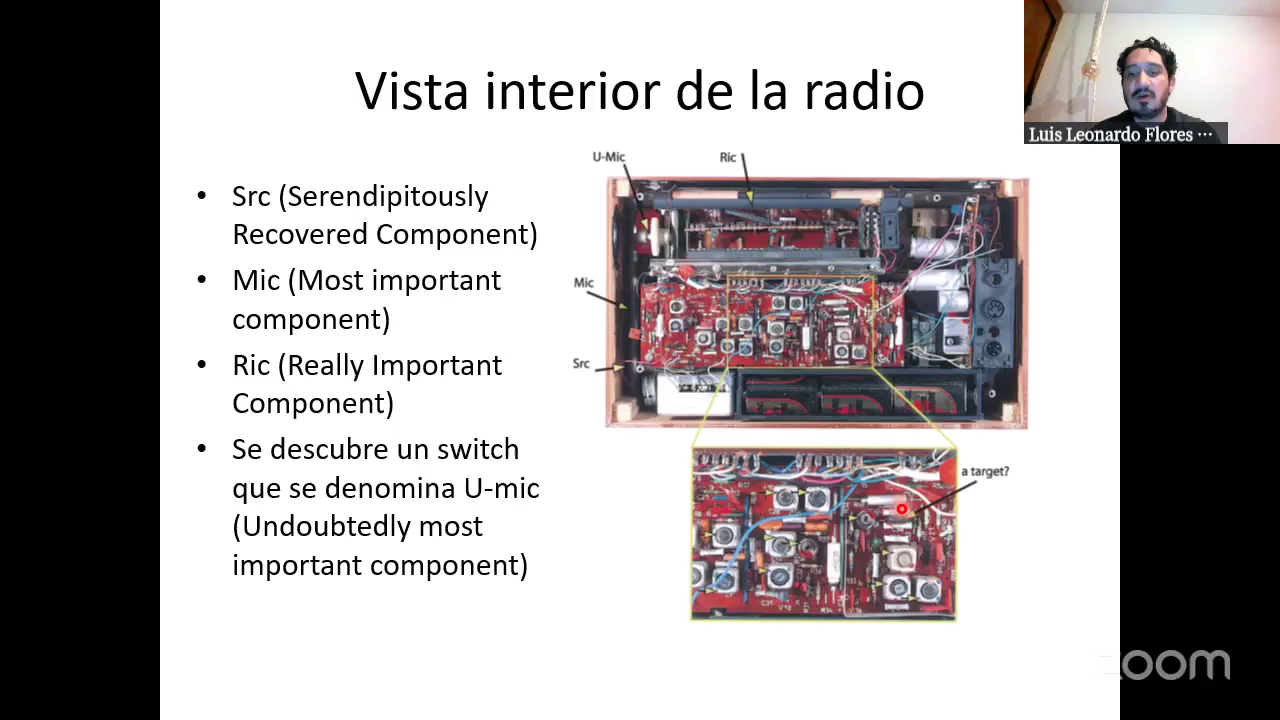 Vista interior de la radio
Luis Leonardo Flores ...
• Src (Serendipitously
Recovered Component)
• Mic (Most important
component)
• Ric (Really Important
Component)
• Se descubre un switch
que se denomina U-mic
(Undoubtedly most
important component)
U-Mic
Ric
Mic
Src
a target?
zoom